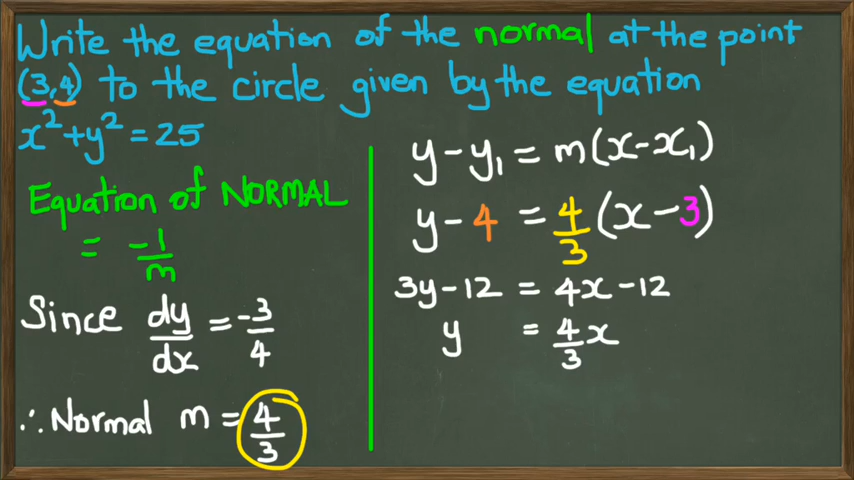 Write the equation of the normal at the point
(3,4) to the circle given by the equation
x² + y² = 25
Equation of NORMAL
= -1/m
Since dy/dx = -3/4
∴ Normal m = 4/3
y - y₁ = m(x - x₁)
y - 4 = 4/3 (x - 3)
3y - 12 = 4x - 12
y = 4/3 x